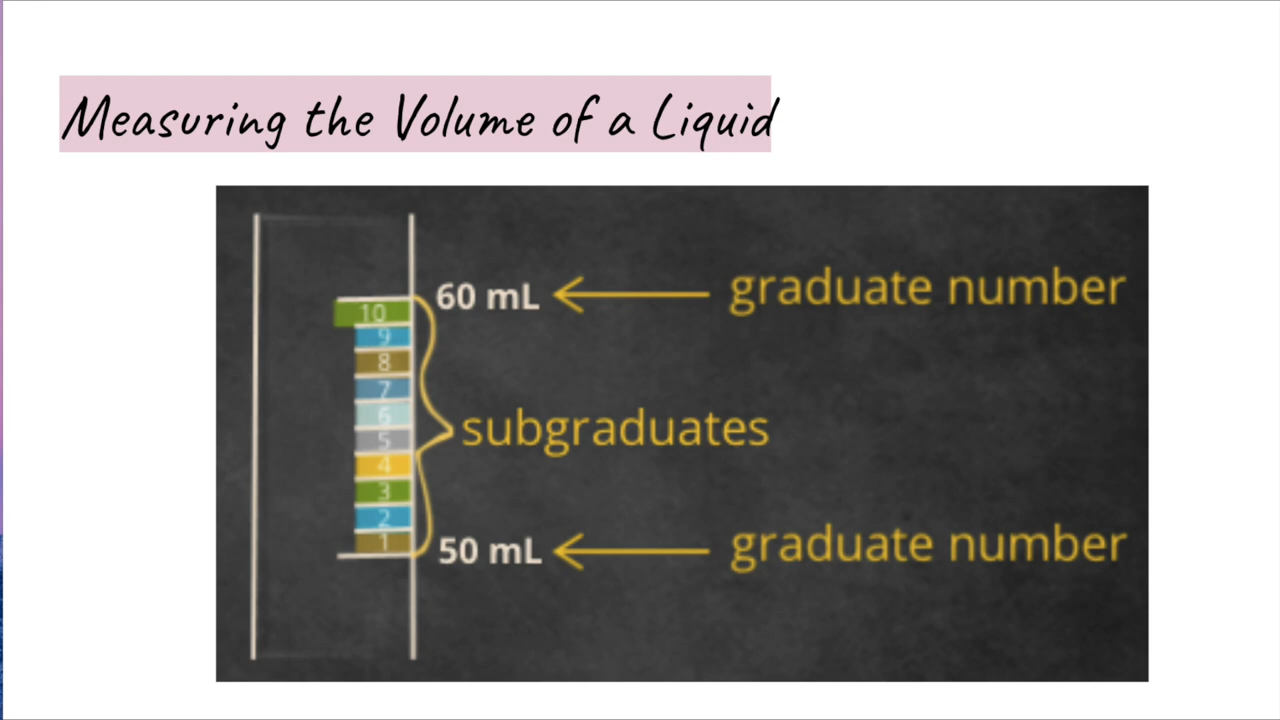 Measuring the Volume of a Liquid
60 mL graduate number
10
9
8
7
6
5
subgraduates
4
3
2
1
50 mL graduate number